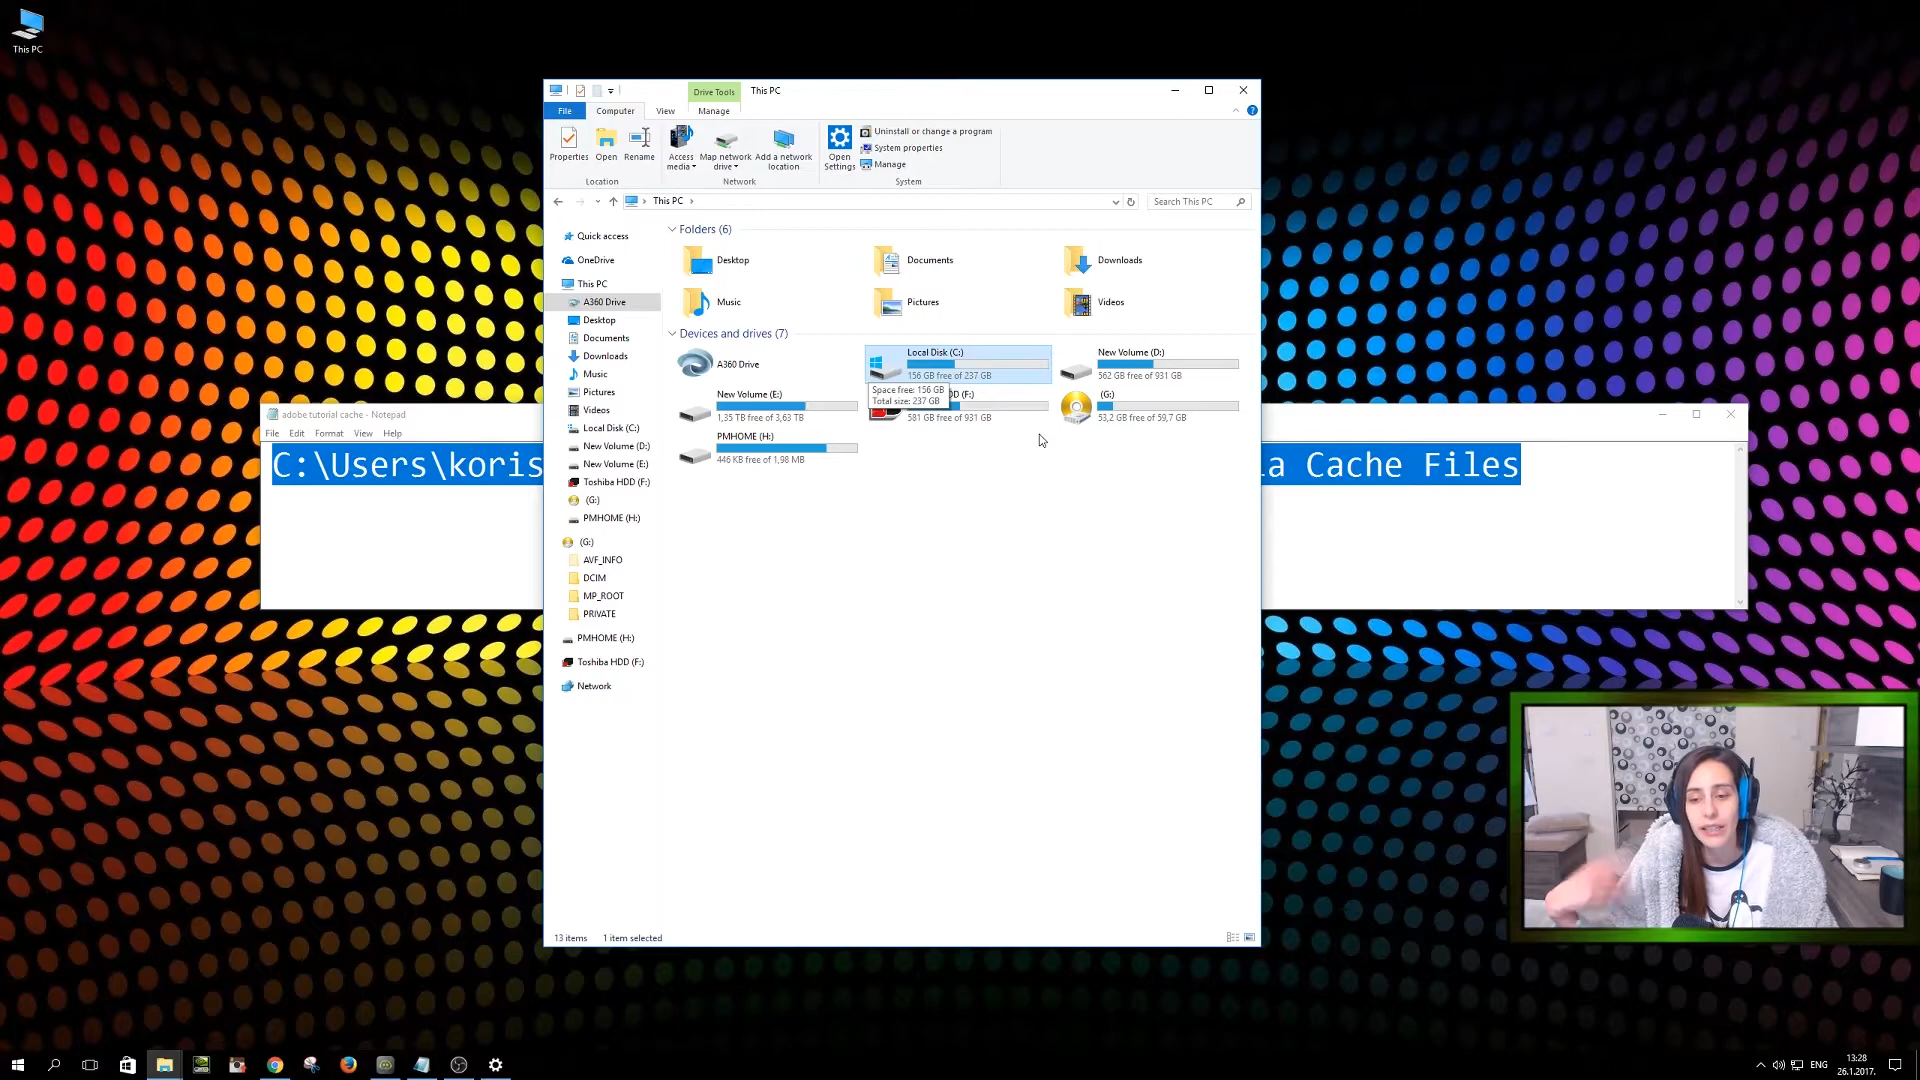 This PC
Drive Tools
This PC
File
Computer
View
Manage
Properties
Open
Rename
Access media
Map network drive
Add a network location
Open Settings
Uninstall or change a program
System properties
Manage
Location
Network
System
This PC
Search This PC
Quick access
OneDrive
This PC
A360 Drive
Desktop
Documents
Downloads
Music
Pictures
Videos
Local Disk (C:)
New Volume (D:)
New Volume (E:)
Toshiba HDD (F:)
(G:)
PMHOME (H:)
(G:)
AVF_INFO
DCIM
MP_ROOT
PRIVATE
PMHOME (H:)
Toshiba HDD (F:)
Network
Folders (6)
Desktop
Documents
Downloads
Music
Pictures
Videos
Devices and drives (7)
A360 Drive
Local Disk (C:)
156 GB free of 237 GB
New Volume (D:)
562 GB free of 931 GB
Space free: 156 GB
Total size: 237 GB
New Volume (E:)
1,35 TB free of 3,63 TB
DD (F:)
581 GB free of 931 GB
(G:)
53,2 GB free of 59,7 GB
PMHOME (H:)
446 KB free of 1,98 MB
13 items
1 item selected
adobe tutorial cache - Notepad
File
Edit
Format
View
Help
C:\Users\koris
a Cache Files
ENG
13:28
26.1.2017.